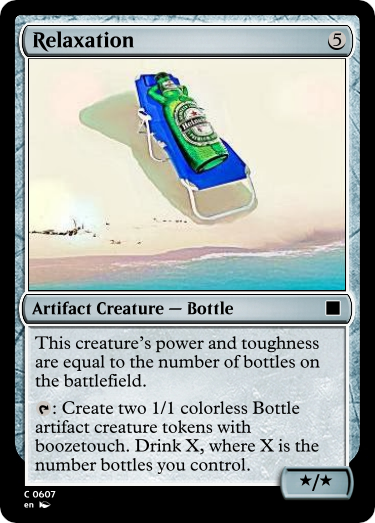 Relaxation
5
Heineken
Artifact Creature — Bottle
This creature's power and toughness
are equal to the number of bottles on
the battlefield.
: Create two 1/1 colorless Bottle
artifact creature tokens with
boozetouch. Drink X, where X is the
number bottles you control.
★/★
C 0607
en